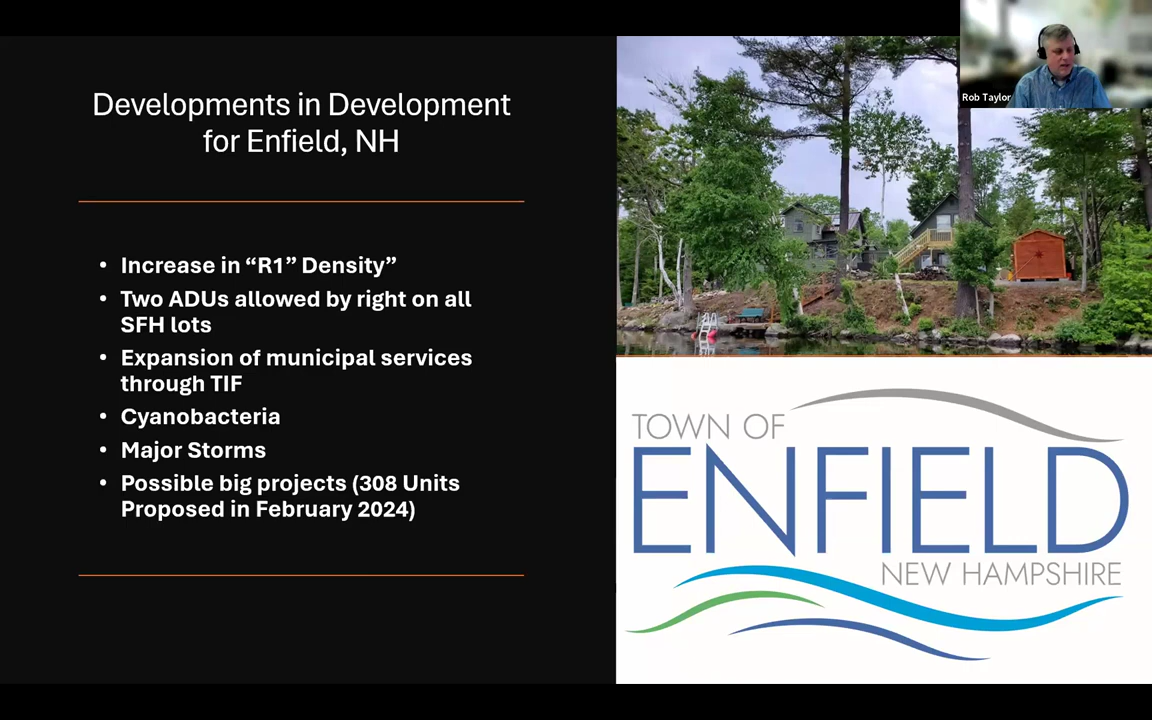 Developments in Development
for Enfield, NH
• Increase in “R1” Density”
• Two ADUs allowed by right on all
SFH lots
• Expansion of municipal services
through TIF
• Cyanobacteria
• Major Storms
• Possible big projects (308 Units
Proposed in February 2024)
Rob Taylor
TOWN OF
ENFIELD
NEW HAMPSHIRE